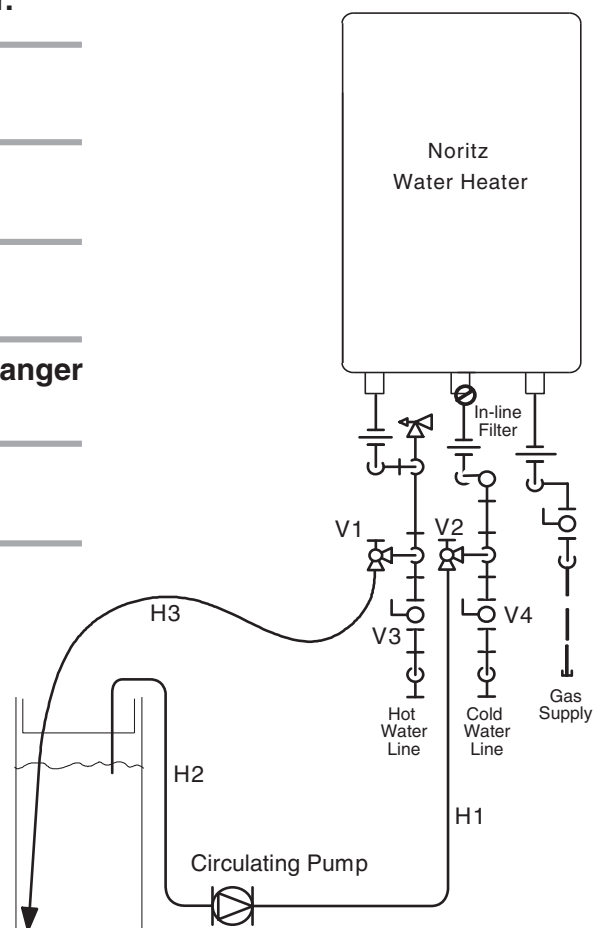 anger
Noritz
Water Heater
In-line
Filter
V1
V2
H3
V3
V4
Hot
Water
Line
Cold
Water
Line
Gas
Supply
H2
H1
Circulating Pump